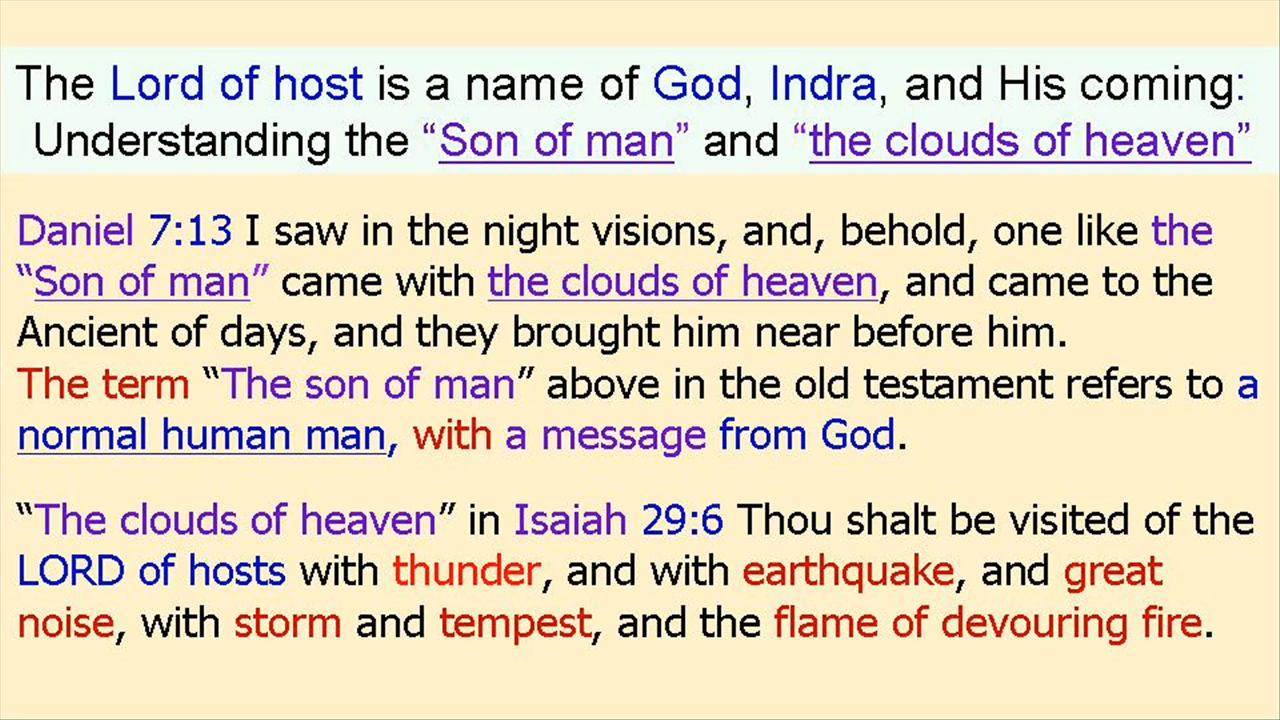 The Lord of host is a name of God, Indra, and His coming:
Understanding the “Son of man” and “the clouds of heaven”
Daniel 7:13 I saw in the night visions, and, behold, one like the
“Son of man” came with the clouds of heaven, and came to the
Ancient of days, and they brought him near before him.
The term “The son of man” above in the old testament refers to a
normal human man, with a message from God.
“The clouds of heaven” in Isaiah 29:6 Thou shalt be visited of the
LORD of hosts with thunder, and with earthquake, and great
noise, with storm and tempest, and the flame of devouring fire.